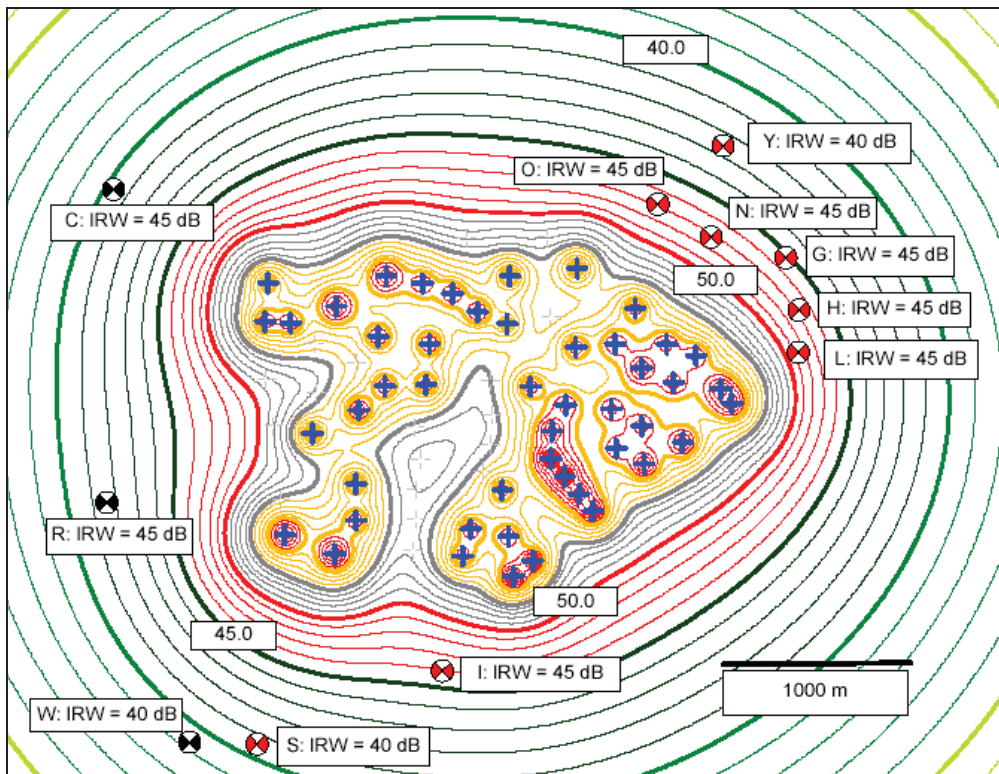 40.0
Y: IRW = 40 dB
O: IRW = 45 dB
C: IRW = 45 dB
N: IRW = 45 dB
G: IRW = 45 dB
50.0
H: IRW = 45 dB
L: IRW = 45 dB
R: IRW = 45 dB
50.0
45.0
I: IRW = 45 dB
1000 m
W: IRW = 40 dB
S: IRW = 40 dB